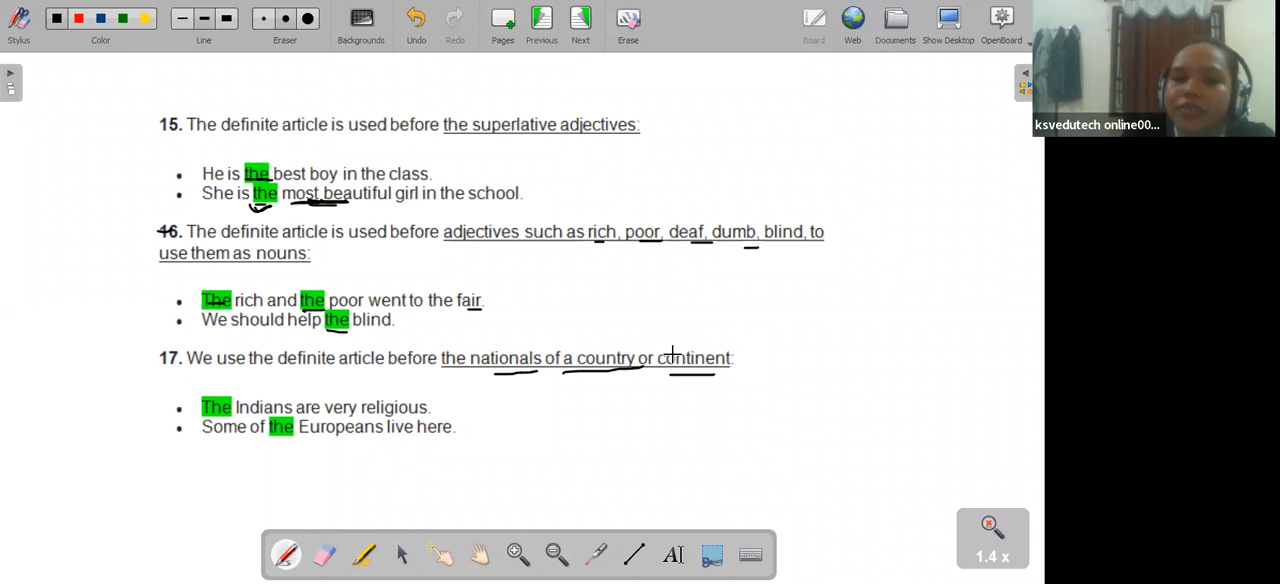 Stylus
Color
Line
Eraser
Backgrounds
Undo
Redo
Pages
Previous
Next
Erase
Board
Web
Documents
Show Desktop
OpenBoard
ksvedutech online00...
15. The definite article is used before the superlative adjectives:
• He is the best boy in the class.
• She is the most beautiful girl in the school.
16. The definite article is used before adjectives such as rich, poor, deaf, dumb, blind, to
use them as nouns:
• The rich and the poor went to the fair.
• We should help the blind.
17. We use the definite article before the nationals of a country or continent:
• The Indians are very religious.
• Some of the Europeans live here.
AI
1.4 x